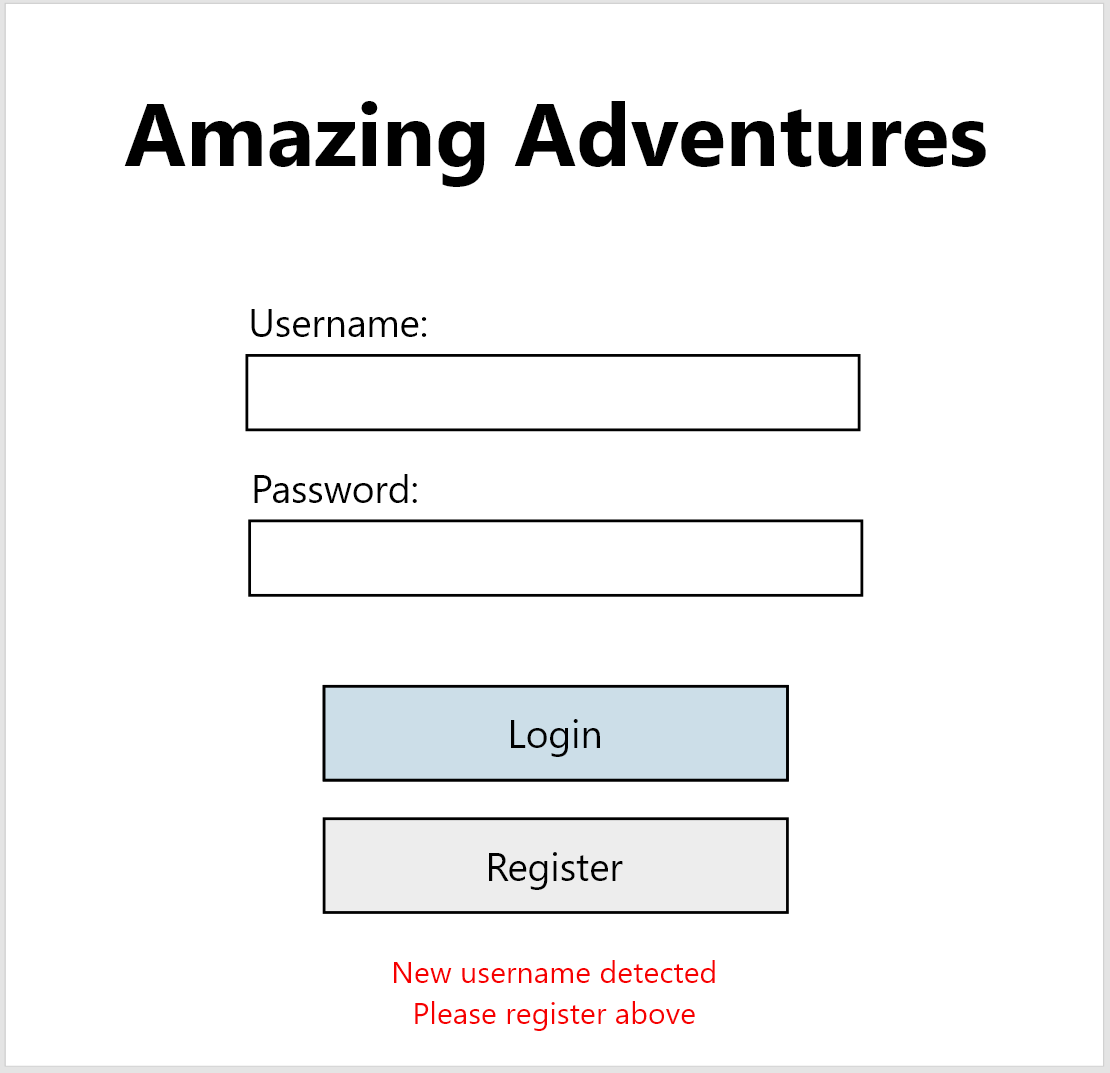 Amazing Adventures
Username:
Password:
Login
Register
New username detected
Please register above